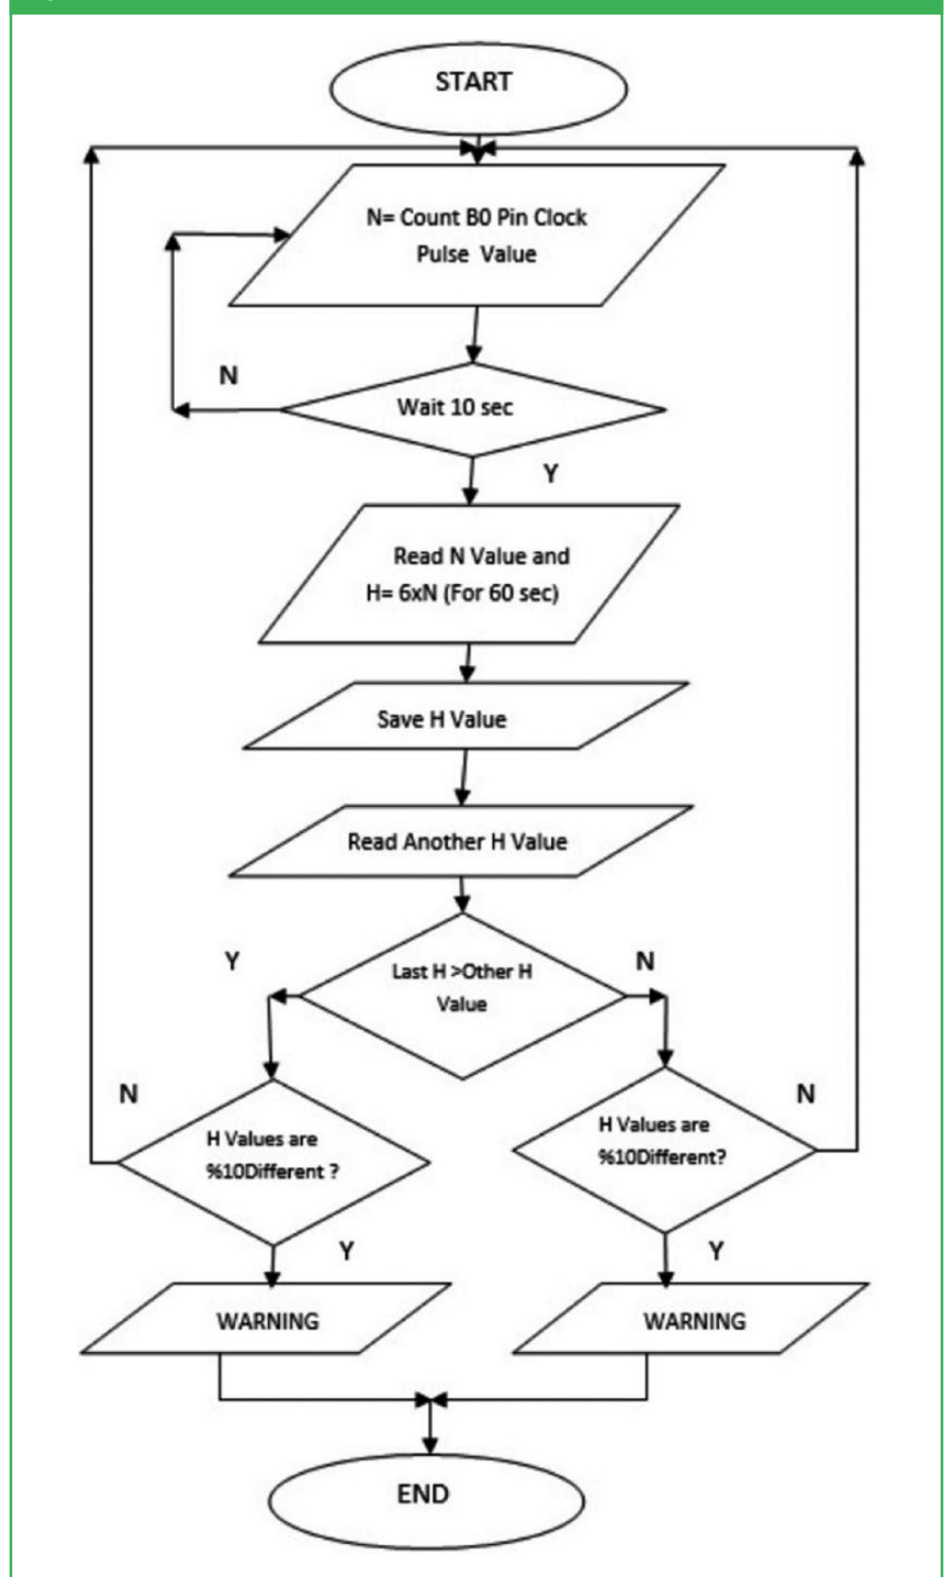 START
N= Count B0 Pin Clock
Pulse Value
N
Wait 10 sec
Y
Read N Value and
H= 6xN (For 60 sec)
Save H Value
Read Another H Value
Y
N
Last H >Other H
Value
N
N
H Values are
%10Different ?
H Values are
%10Different?
Y
Y
WARNING
WARNING
END